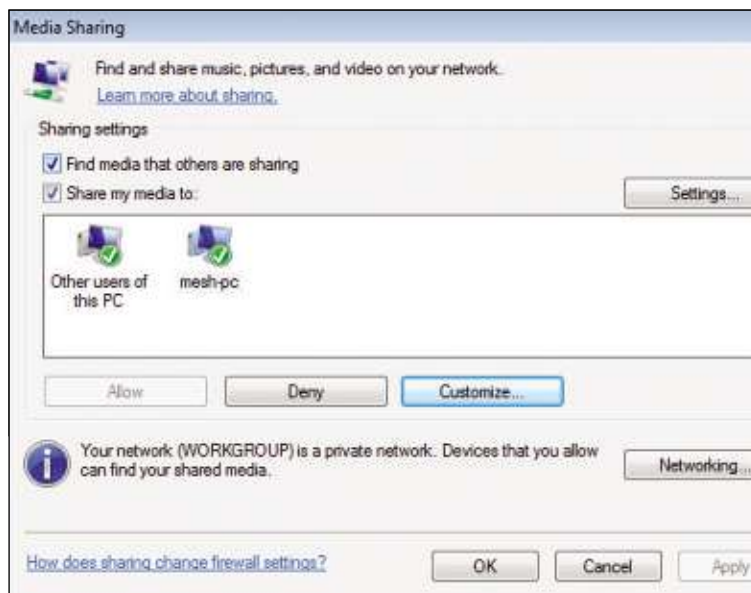 Media Sharing
Find and share music, pictures, and video on your network.
Learn more about sharing.
Sharing settings
Find media that others are sharing
Share my media to:
Settings...
Other users of
this PC
mesh-pc
Allow
Deny
Customize...
Your network (WORKGROUP) is a private network. Devices that you allow
can find your shared media.
Networking...
How does sharing change firewall settings?
OK
Cancel
Apply